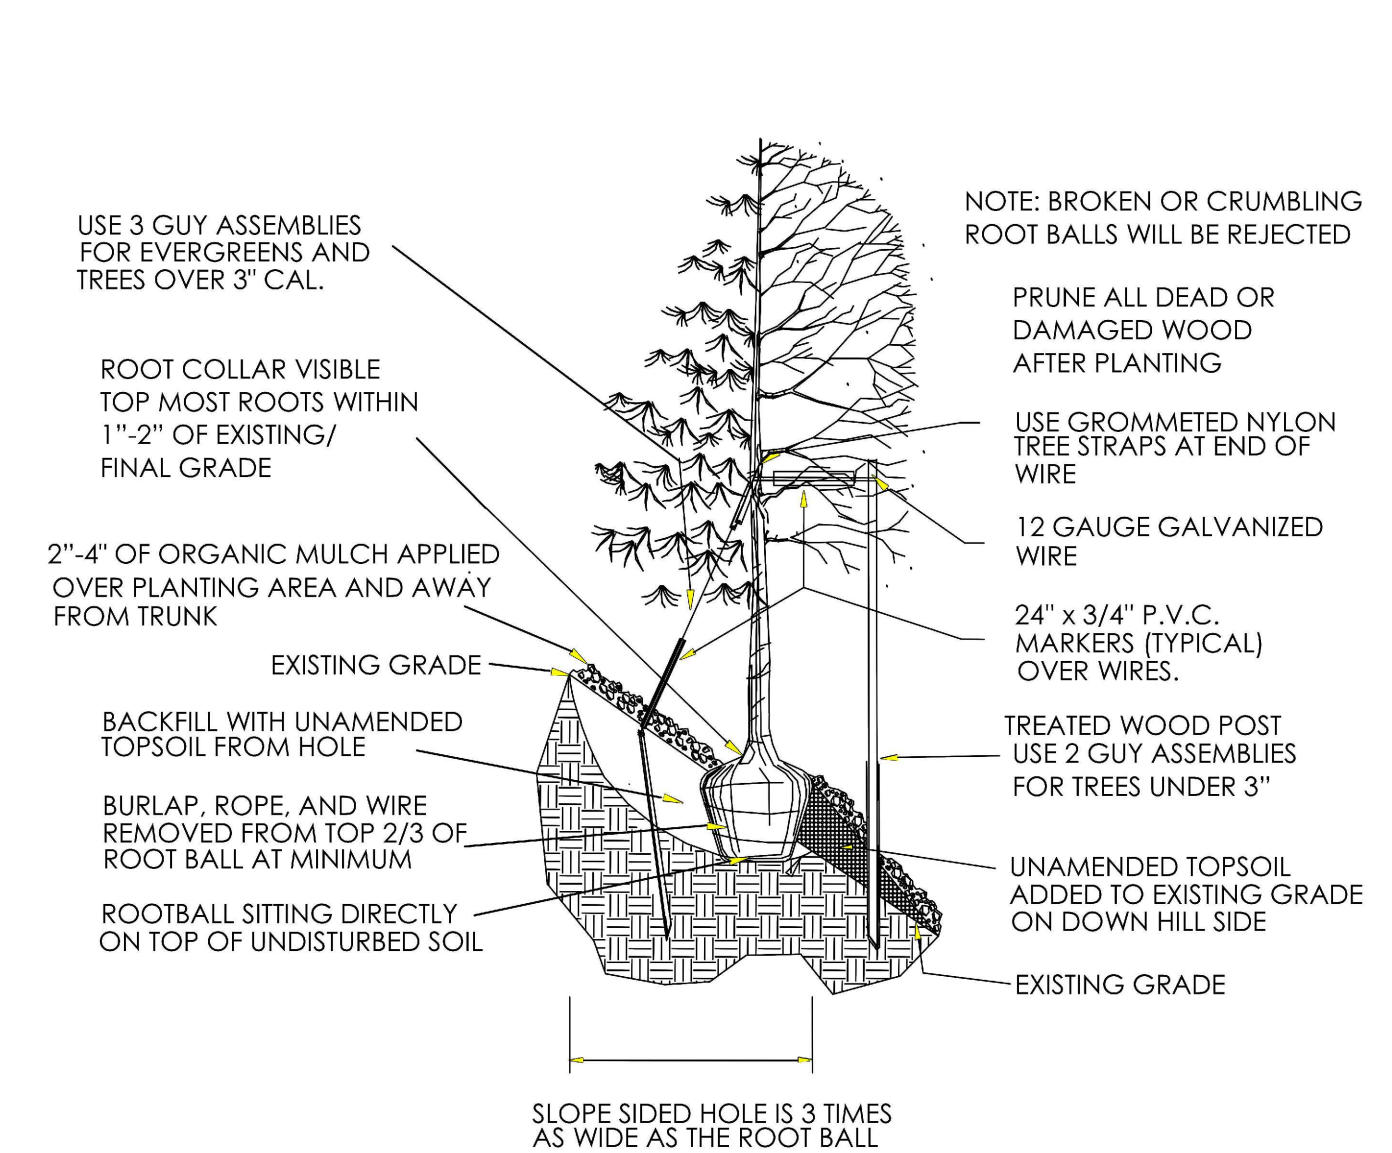 USE 3 GUY ASSEMBLIES
FOR EVERGREENS AND
TREES OVER 3" CAL.
ROOT COLLAR VISIBLE
TOP MOST ROOTS WITHIN
1”-2” OF EXISTING/
FINAL GRADE
2”-4" OF ORGANIC MULCH APPLIED
OVER PLANTING AREA AND AWAY
FROM TRUNK
EXISTING GRADE
BACKFILL WITH UNAMENDED
TOPSOIL FROM HOLE
BURLAP, ROPE, AND WIRE
REMOVED FROM TOP 2/3 OF
ROOT BALL AT MINIMUM
ROOTBALL SITTING DIRECTLY
ON TOP OF UNDISTURBED SOIL
NOTE: BROKEN OR CRUMBLING
ROOT BALLS WILL BE REJECTED
PRUNE ALL DEAD OR
DAMAGED WOOD
AFTER PLANTING
USE GROMMETED NYLON
TREE STRAPS AT END OF
WIRE
12 GAUGE GALVANIZED
WIRE
24" x 3/4" P.V.C.
MARKERS (TYPICAL)
OVER WIRES.
TREATED WOOD POST
USE 2 GUY ASSEMBLIES
FOR TREES UNDER 3”
UNAMENDED TOPSOIL
ADDED TO EXISTING GRADE
ON DOWN HILL SIDE
EXISTING GRADE
SLOPE SIDED HOLE IS 3 TIMES
AS WIDE AS THE ROOT BALL